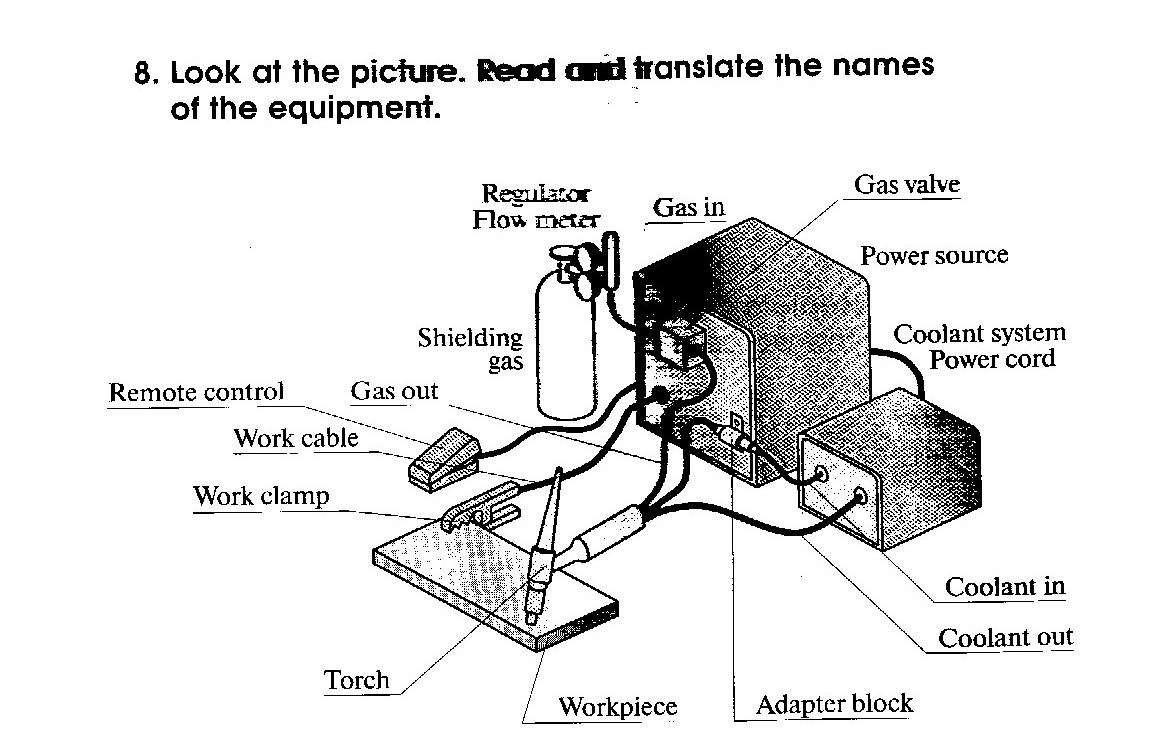 8. Look at the picture. Read and translate the names
of the equipment.
Regulator
Flow meter
Gas in
Gas valve
Power source
Shielding
gas
Coolant system
Power cord
Remote control
Gas out
Work cable
Work clamp
Coolant in
Coolant out
Torch
Workpiece
Adapter block